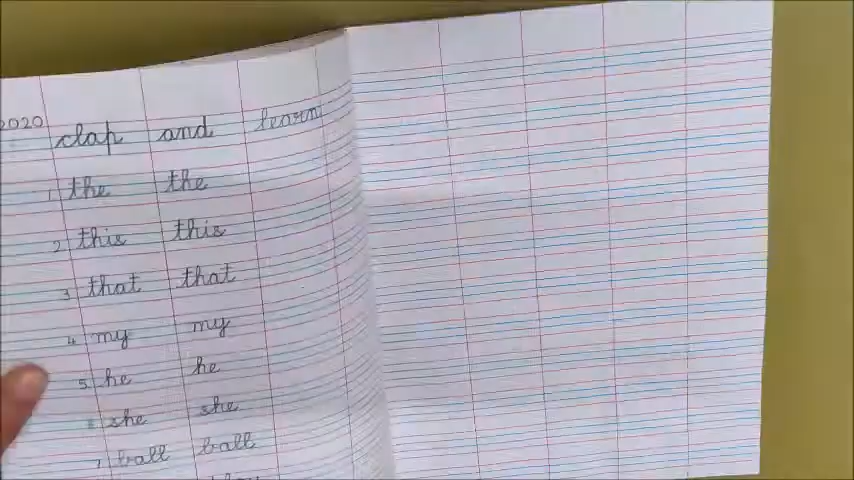 2020
clap and learn
1 the the
2 this this
3 that that
4 my my
5 he he
6 she she
7 ball ball